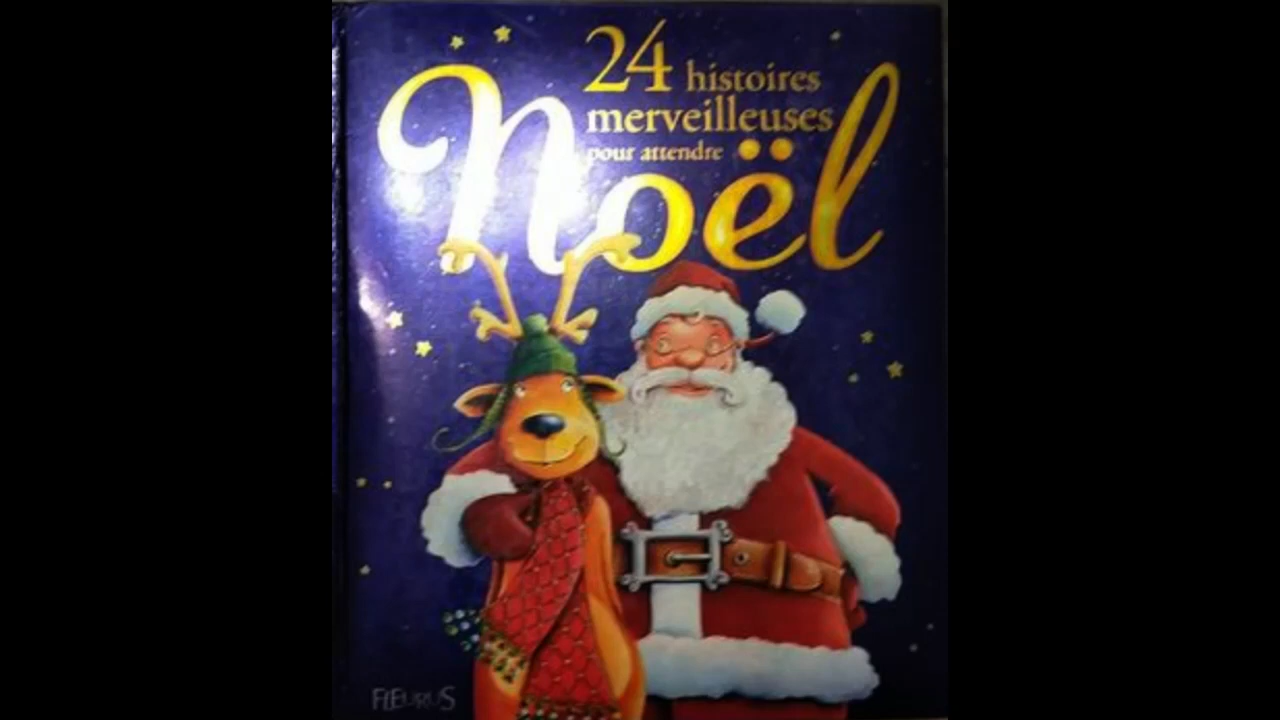 24 histoires
merveilleuses
pour attendre
Noël
FLEURUS